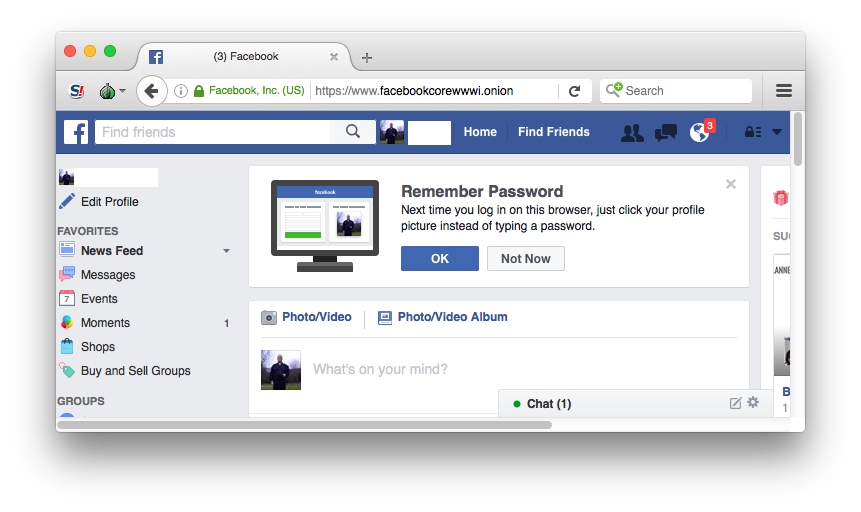 (3) Facebook
S!
Facebook, Inc. (US)
https://www.facebookcorewwwi.onion
Search
f
Find friends
Home
Find Friends
3
Edit Profile
FAVORITES
News Feed
Messages
7
Events
Moments
1
Shops
Buy and Sell Groups
GROUPS
facebook
Remember Password
Next time you log in on this browser, just click your profile
picture instead of typing a password.
OK
Not Now
Photo/Video
Photo/Video Album
What's on your mind?
Chat (1)
SUG
ANNE
B
1